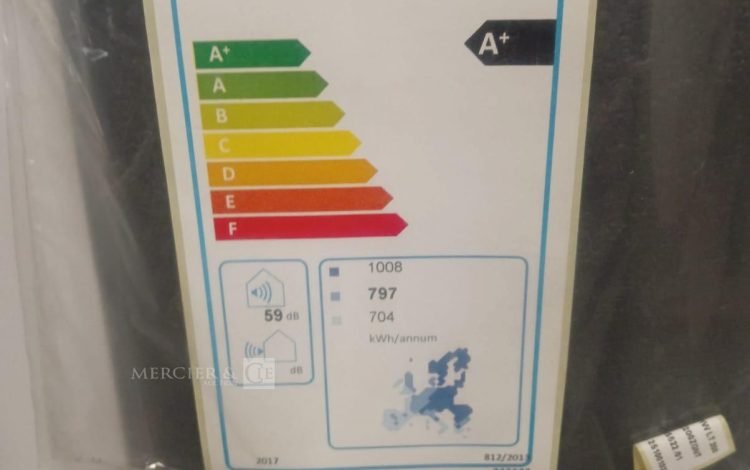 A+
A+
A
B
C
D
E
F
1008
797
704
kWh/annum
59 dB
dB
MERCIER & CIE
2017
812/2013